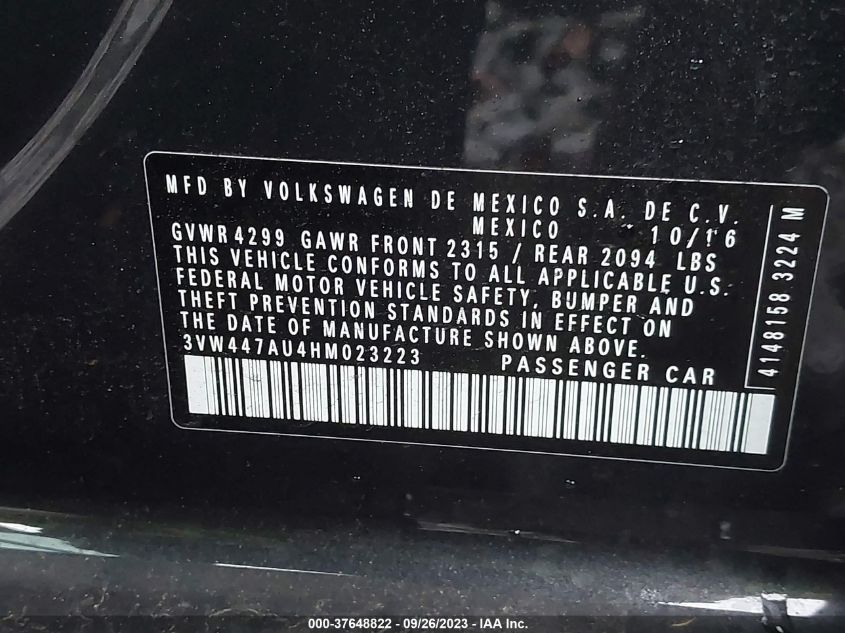 MFD BY VOLKSWAGEN DE MEXICO S.A. DE C.V.
MEXICO 10/16
GVWR 4299 GAWR FRONT 2315 / REAR 2094 LBS
THIS VEHICLE CONFORMS TO ALL APPLICABLE U.S.
FEDERAL MOTOR VEHICLE SAFETY, BUMPER AND
THEFT PREVENTION STANDARDS IN EFFECT ON
THE DATE OF MANUFACTURE SHOWN ABOVE.
3VW447AU4HM023223 PASSENGER CAR
4148158 3224 M
000-37648822 - 09/26/2023 - IAA Inc.